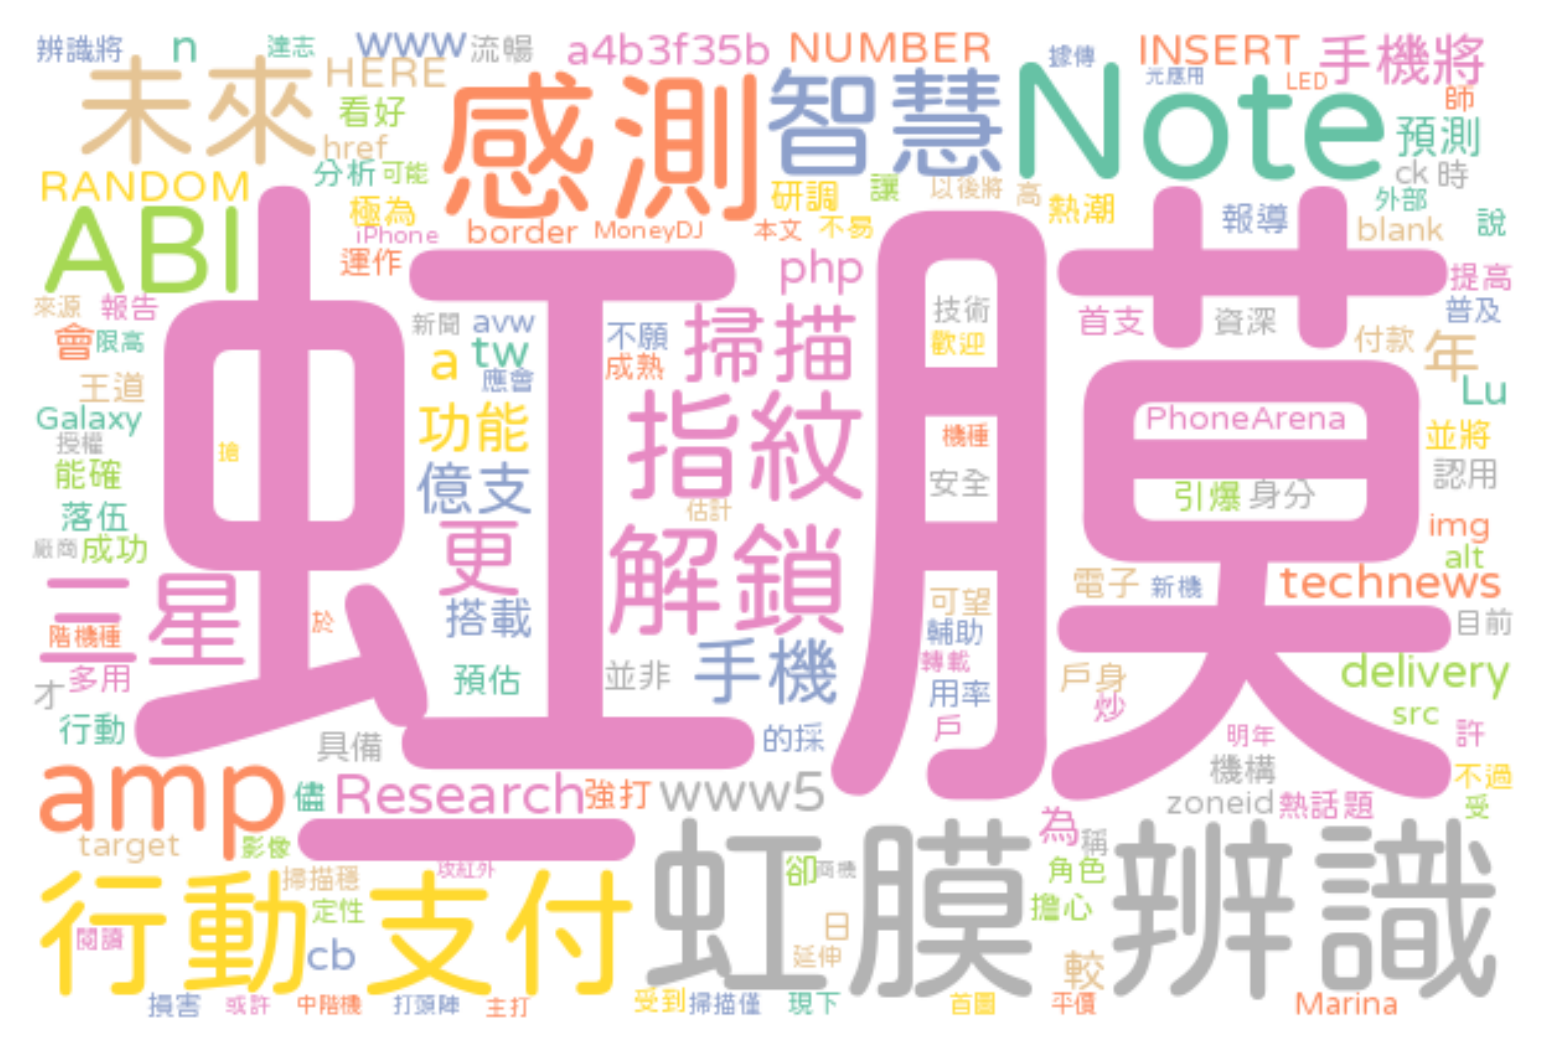 辨識將 n 達志 www 流暢 a4b3f35b NUMBER 據傳 INSERT 手機將
未來 HERE 感測 智慧 Note 光應用 LED 師
看好 預測
href
RANDOM 分析 可能 研調 讓 以後將 高 熱潮 ck 時
ABI 極為 iPhone border MoneyDJ 本文 不易 報導 外部 blank 說
運作 php 提高
來源 報告 虹膜 新聞 avw 不願 掃描 技術 首支 資深 普及
會 限高 a tw 成熟 歡迎 付款 年
王道 應會 Lu
Galaxy 功能 指紋 機種 PhoneArena 並將
授權 搶
能確 億支 安全 引爆 身分 認用
落伍 估計 img
廠商 成功 更 解鎖 alt
三星 搭載 可望 電子 新機 technews
階機種 於 輔助 目前
才 多用 預估 並非 手機 轉載 用率 戶身 delivery
行動 具備 的採 戶 炒 明年 src 許
amp 儘 Research 強打 www5 機構 不過
zoneid 熱話題 受
target 影像 為 稱
行動支付 掃描穩 玫紅外 虹膜辨識 卻 商機 角色
定性 擔心
閱讀 cb 日 延伸 較
損害 或許 中階機 打頭陣 主打 受到 掃描僅 現下 首圖 平價 Marina